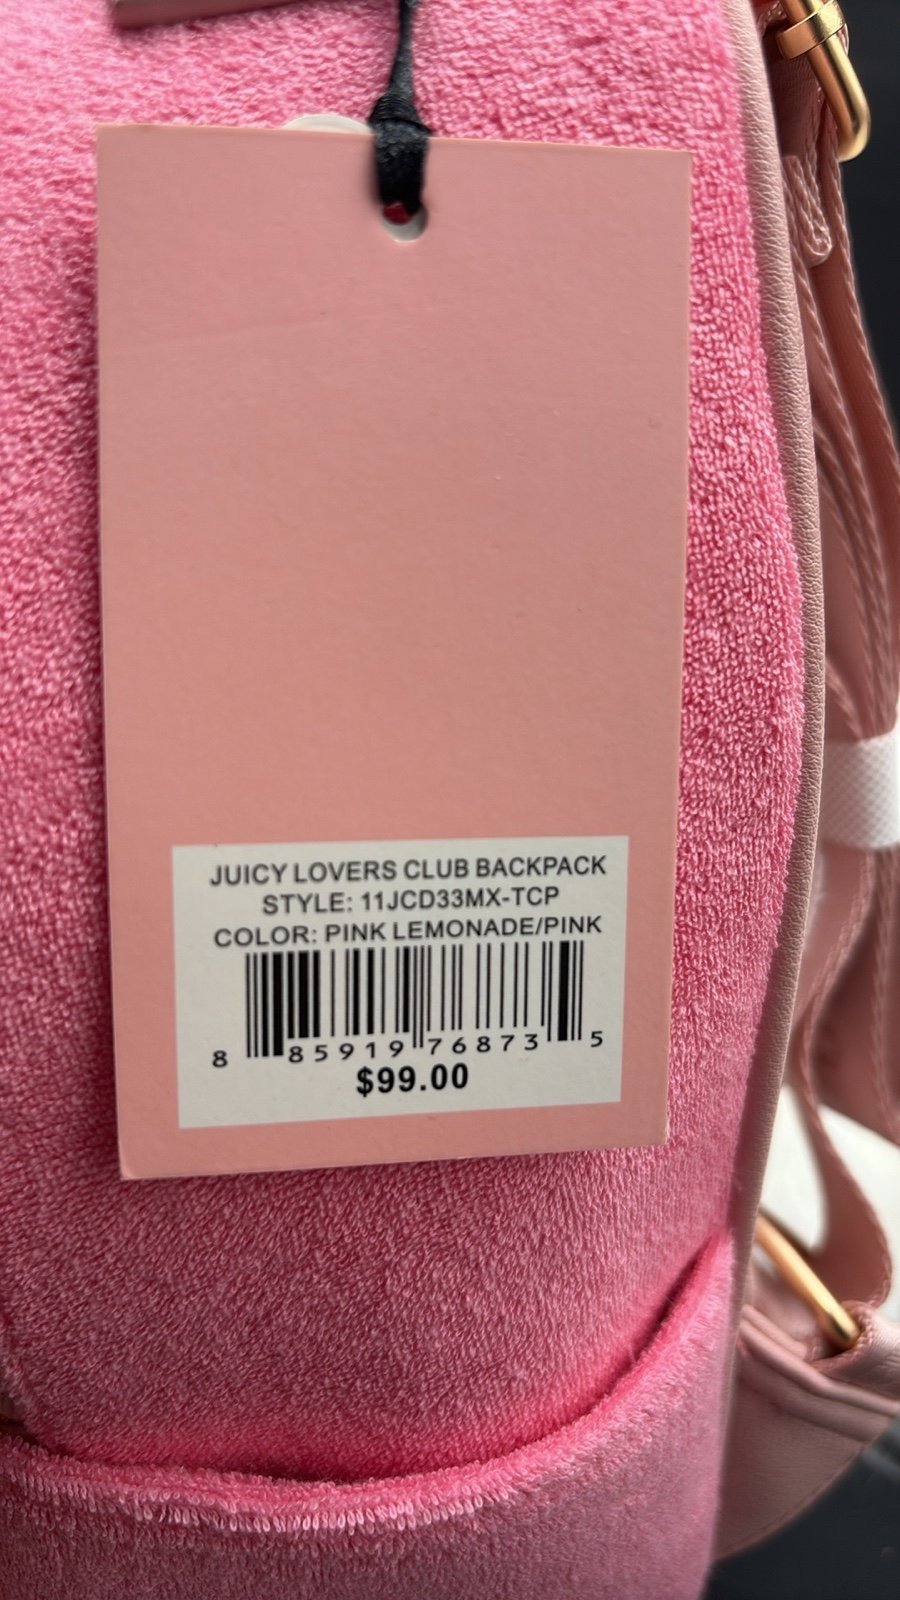 JUICY LOVERS CLUB BACKPACK
STYLE: 11JCD33MX-TCP
COLOR: PINK LEMONADE/PINK
8 85919 76873 5
$99.00